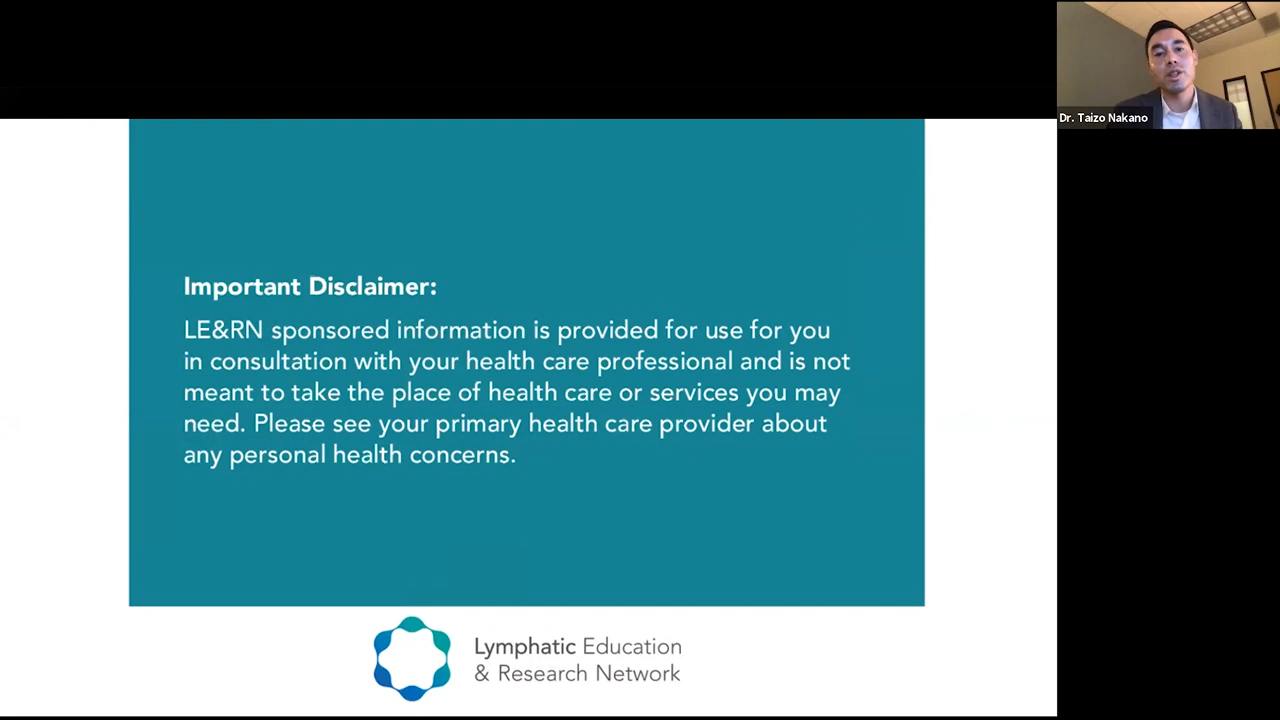 Dr. Taizo Nakano
Important Disclaimer:
LE&RN sponsored information is provided for use for you
in consultation with your health care professional and is not
meant to take the place of health care or services you may
need. Please see your primary health care provider about
any personal health concerns.
Lymphatic Education
& Research Network